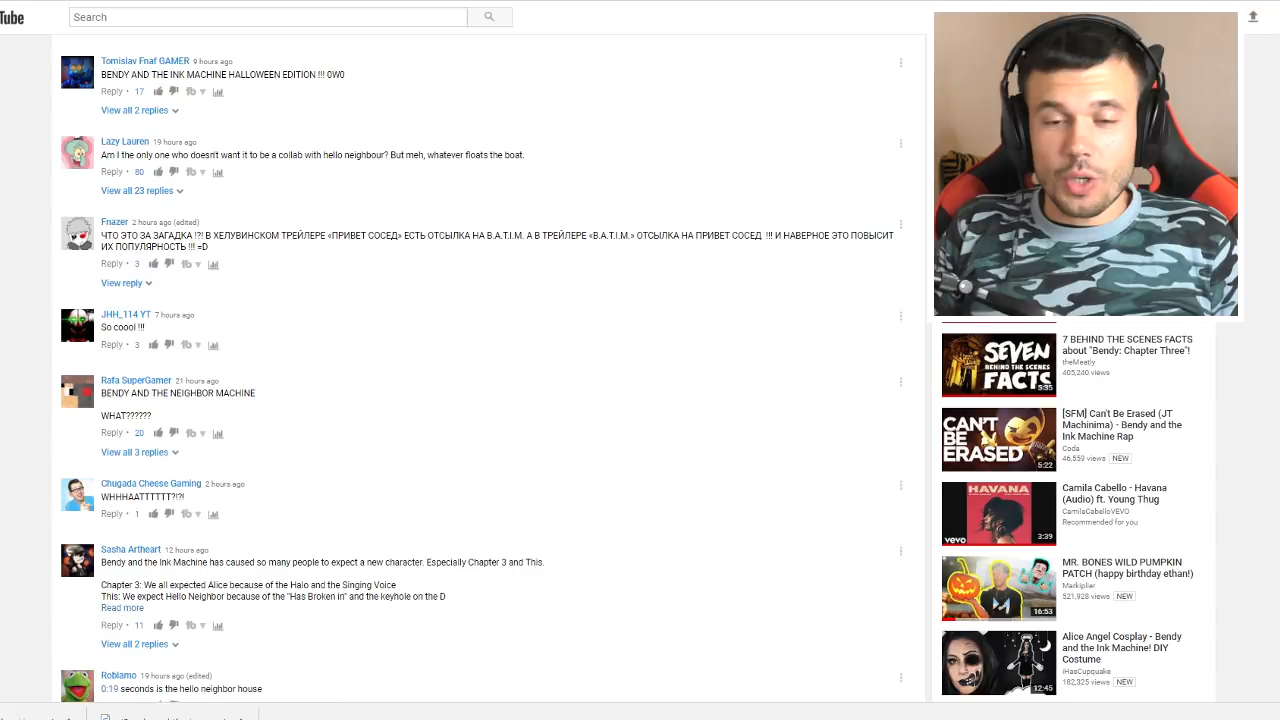 Tube
Search
Tomislav Fnaf GAMER 9 hours ago
BENDY AND THE INK MACHINE HALLOWEEN EDITION !!! 0W0
Reply • 17
View all 2 replies
Lazy Lauren 19 hours ago
Am I the only one who doesn't want it to be a collab with hello neighbour? But meh, whatever floats the boat.
Reply • 80
View all 23 replies
Fnazer 2 hours ago (edited)
ЧТО ЭТО ЗА ЗАГАДКА !?! В ХЕЛУВИНСКОМ ТРЕЙЛЕРЕ «ПРИВЕТ СОСЕД» ЕСТЬ ОТСЫЛКА НА B.A.T.I.M. А В ТРЕЙЛЕРЕ «B.A.T.I.M.» ОТСЫЛКА НА ПРИВЕТ СОСЕД !!! И НАВЕРНОЕ ЭТО ПОВЫСИТ
ИХ ПОПУЛЯРНОСТЬ !!! =D
Reply • 3
View reply
JHH_114 YT 7 hours ago
So coool !!!
Reply • 3
Rafa SuperGamer 21 hours ago
BENDY AND THE NEIGHBOR MACHINE
WHAT??????
Reply • 20
View all 3 replies
Chugada Cheese Gaming 2 hours ago
WHHHAATTTTTT?!?!
Reply • 1
Sasha Artheart 12 hours ago
Bendy and the Ink Machine has caused so many people to expect a new character. Especially Chapter 3 and This.
Chapter 3: We all expected Alice because of the Halo and the Singing Voice
This: We expect Hello Neighbor because of the "Has Broken in" and the keyhole on the D
Read more
Reply • 11
View all 2 replies
Roblamo 19 hours ago (edited)
0:19 seconds is the hello neighbor house
SEVEN
BEHIND THE SCENES
FACTS
5:35
7 BEHIND THE SCENES FACTS
about "Bendy: Chapter Three"!
theMeatly
405,240 views
CAN'T
BE
ERASED
5:22
[SFM] Can't Be Erased (JT
Machinima) - Bendy and the
Ink Machine Rap
Coda
46,559 views NEW
HAVANA
vevo
3:39
Camila Cabello - Havana
(Audio) ft. Young Thug
CamilaCabelloVEVO
Recommended for you
16:53
MR. BONES WILD PUMPKIN
PATCH (happy birthday ethan!)
Markiplier
521,928 views NEW
12:45
Alice Angel Cosplay - Bendy
and the Ink Machine! DIY
Costume
iHasCupquake
182,325 views NEW